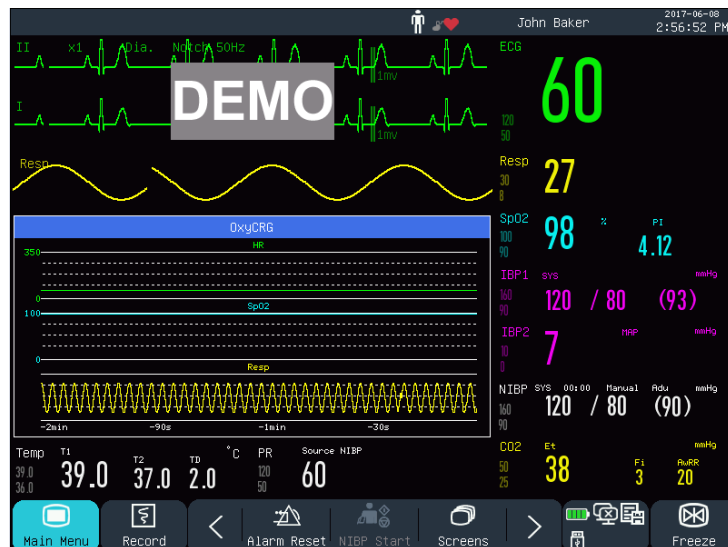 John Baker
2017-06-08
2:56:52 PM
II x1 Dia. Notch 50Hz
1mv
DEMO
I
1mv
ECG
120
50
60
Resp
Resp
30
8
27
SpO2 % PI
100
90
98
4.12
OxyCRG
HR
350
0
SpO2
100
0
Resp
-2min -90s -1min -30s
IBP1 SYS mmHg
160
90
120 / 80 (93)
IBP2 MAP mmHg
10
0
7
NIBP SYS 00:00 Manual Adu mmHg
160
90
120 / 80 (90)
Temp T1 T2 TD °C
39.0
36.0
39.0 37.0 2.0
PR Source NIBP
120
50
60
CO2 Et mmHg
50
25
38
Fi AwRR
3 20
Main Menu Record Alarm Reset NIBP Start Screens Freeze